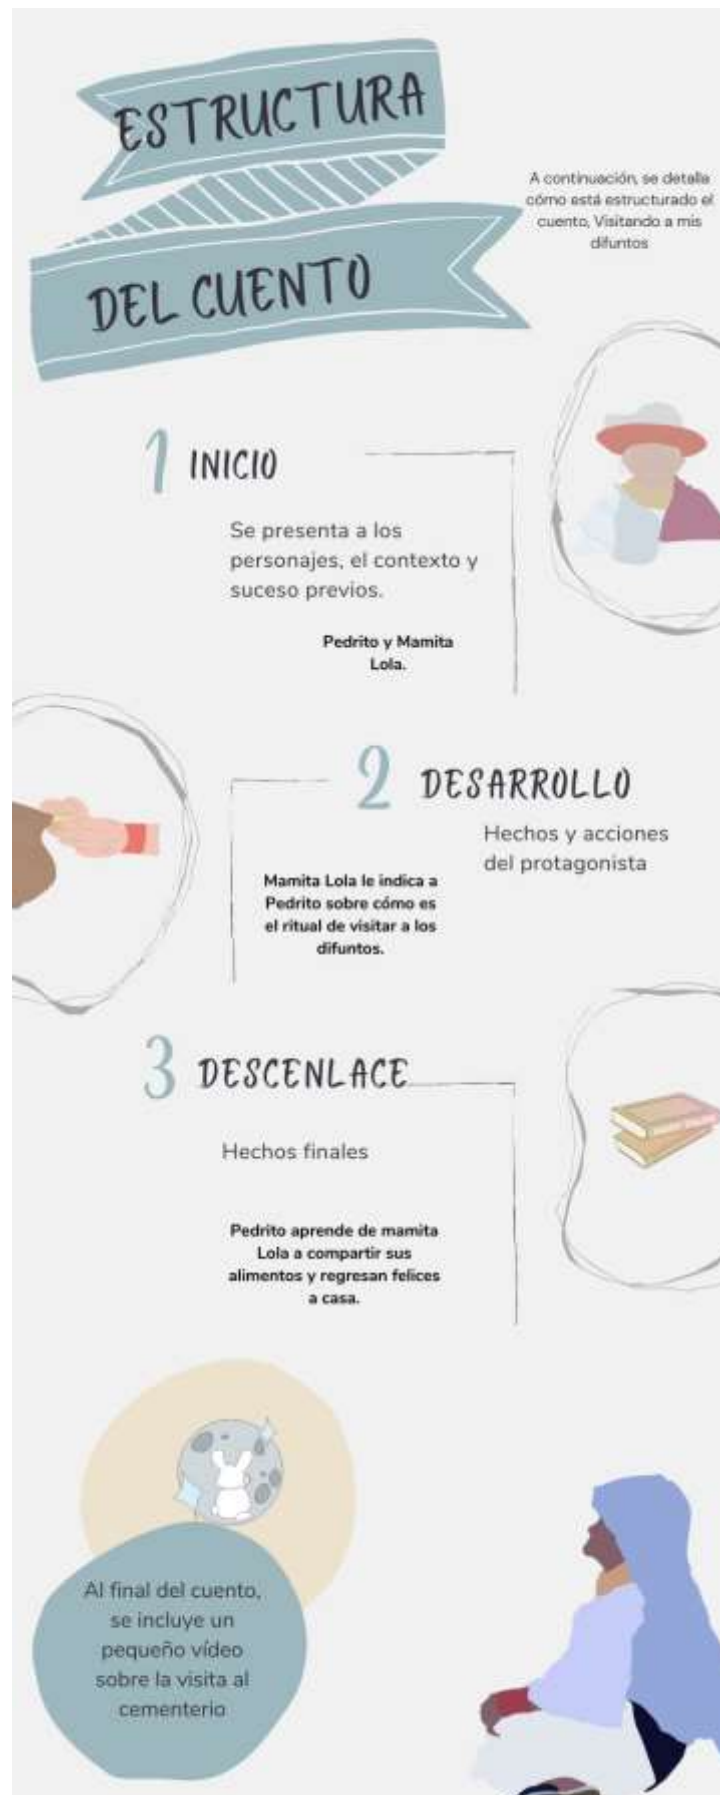 ESTRUCTURA
DEL CUENTO
A continuación, se detalla
cómo está estructurado el
cuento, Visitando a mis
difuntos
1 INICIO
Se presenta a los
personajes, el contexto y
suceso previos.
Pedrito y Mamita
Lola.
2 DESARROLLO
Hechos y acciones
del protagonista
Mamita Lola le indica a
Pedrito sobre cómo es
el ritual de visitar a los
difuntos.
3 DESCENLACE
Hechos finales
Pedrito aprende de mamita
Lola a compartir sus
alimentos y regresan felices
a casa.
Al final del cuento,
se incluye un
pequeño vídeo
sobre la visita al
cementerio